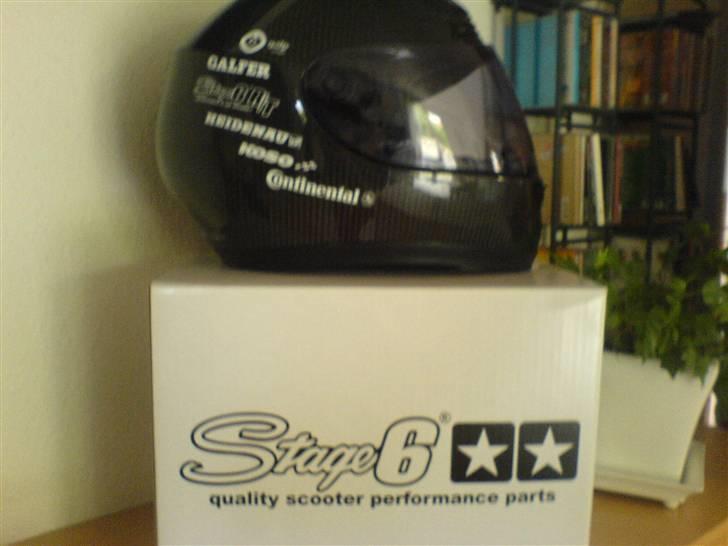 GALFER
HEIDENAU
KOSO
Continental
Stage6®
quality scooter performance parts